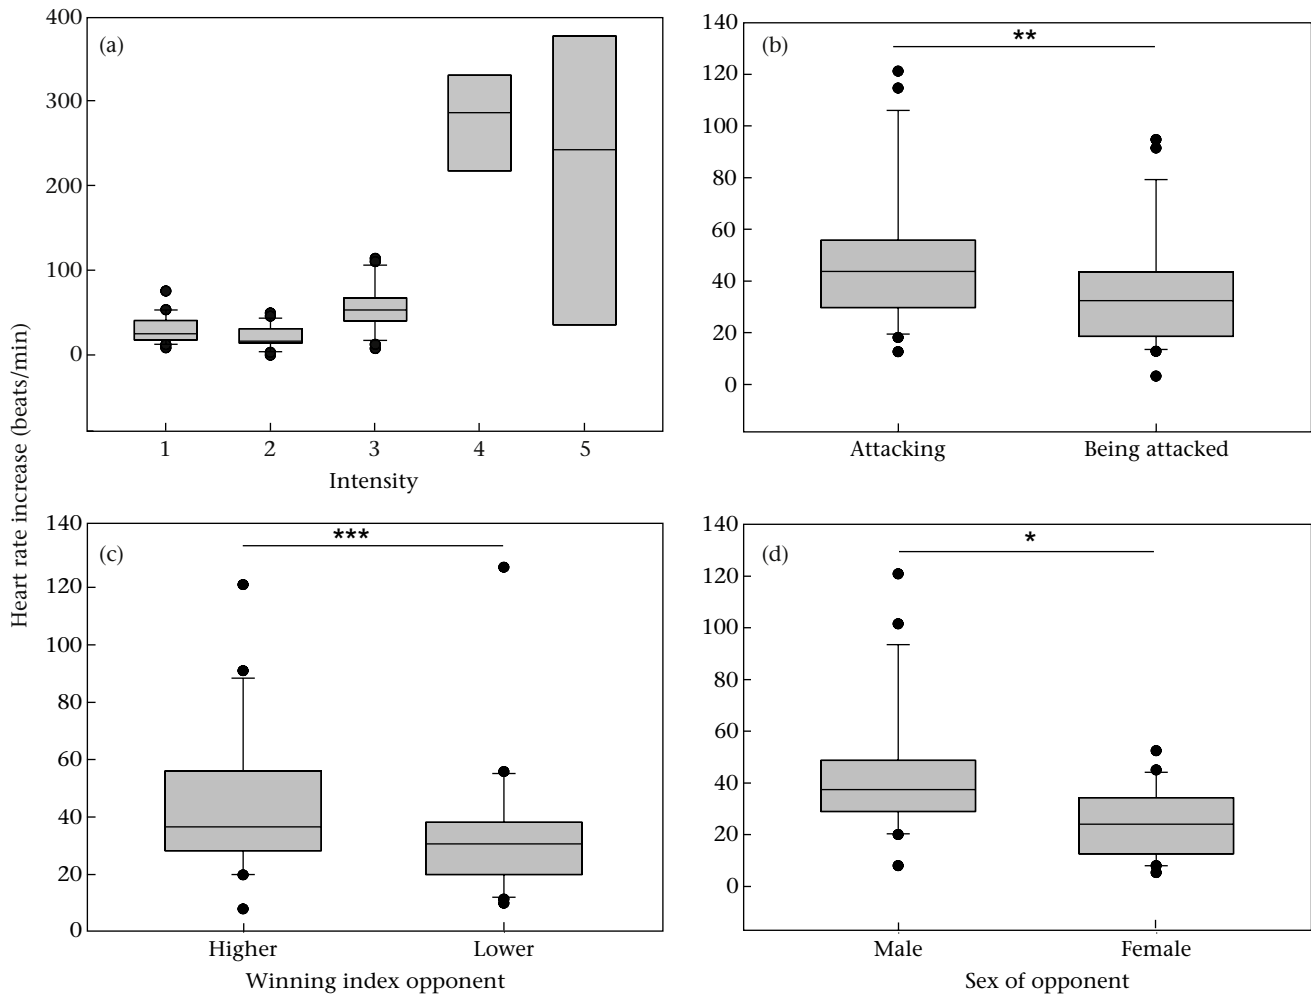 Heart rate increase (beats/min)
(a)
400
300
200
100
0
1 2 3 4 5
Intensity
(b)
**
140
120
100
80
60
40
20
0
Attacking Being attacked
(c)
***
140
120
100
80
60
40
20
0
Higher Lower
Winning index opponent
(d)
*
140
120
100
80
60
40
20
0
Male Female
Sex of opponent